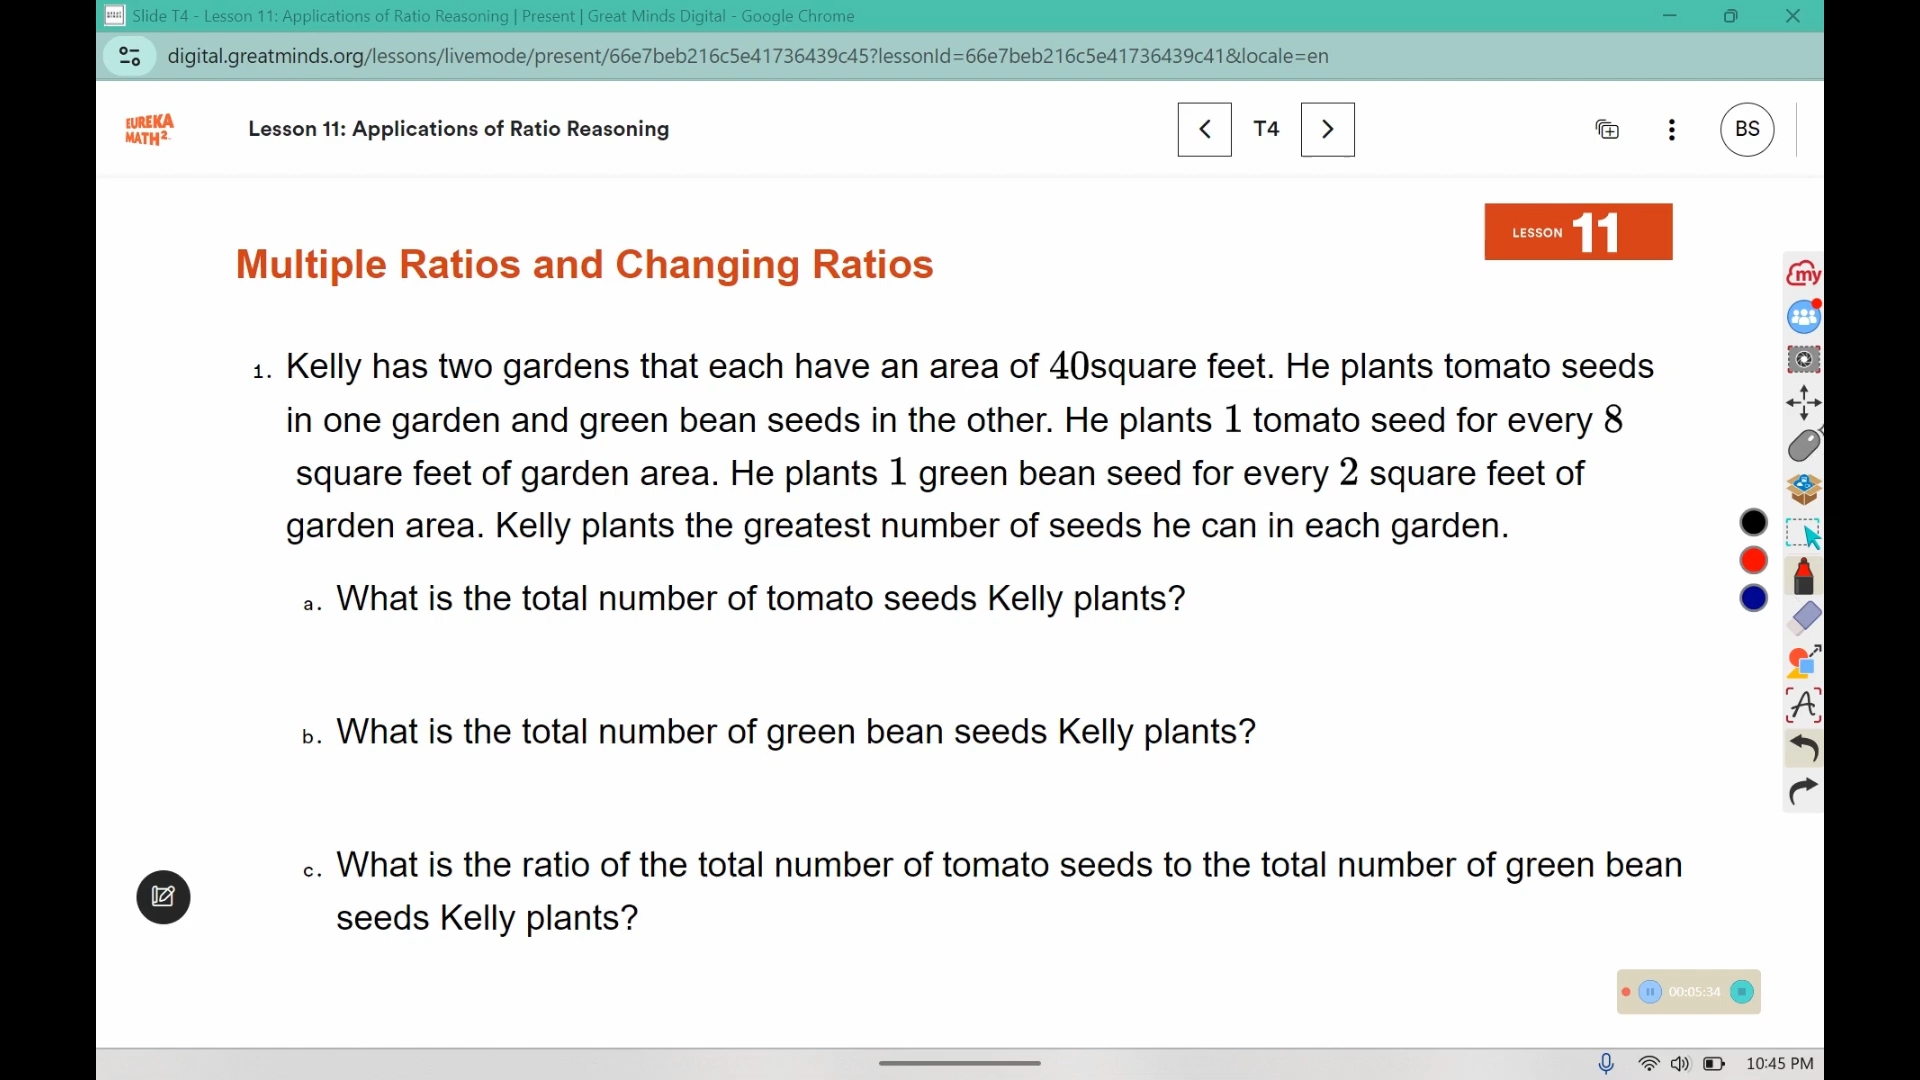 Slide T4 - Lesson 11: Applications of Ratio Reasoning | Present | Great Minds Digital - Google Chrome
digital.greatminds.org/lessons/livemode/present/66e7beb216c5e41736439c45?lessonId=66e7beb216c5e41736439c41&locale=en
EUREKA
MATH²
Lesson 11: Applications of Ratio Reasoning
T4
BS
LESSON 11
Multiple Ratios and Changing Ratios
1. Kelly has two gardens that each have an area of 40square feet. He plants tomato seeds
in one garden and green bean seeds in the other. He plants 1 tomato seed for every 8
square feet of garden area. He plants 1 green bean seed for every 2 square feet of
garden area. Kelly plants the greatest number of seeds he can in each garden.
a. What is the total number of tomato seeds Kelly plants?
b. What is the total number of green bean seeds Kelly plants?
c. What is the ratio of the total number of tomato seeds to the total number of green bean
seeds Kelly plants?
my
A
00:05:34
10:45 PM